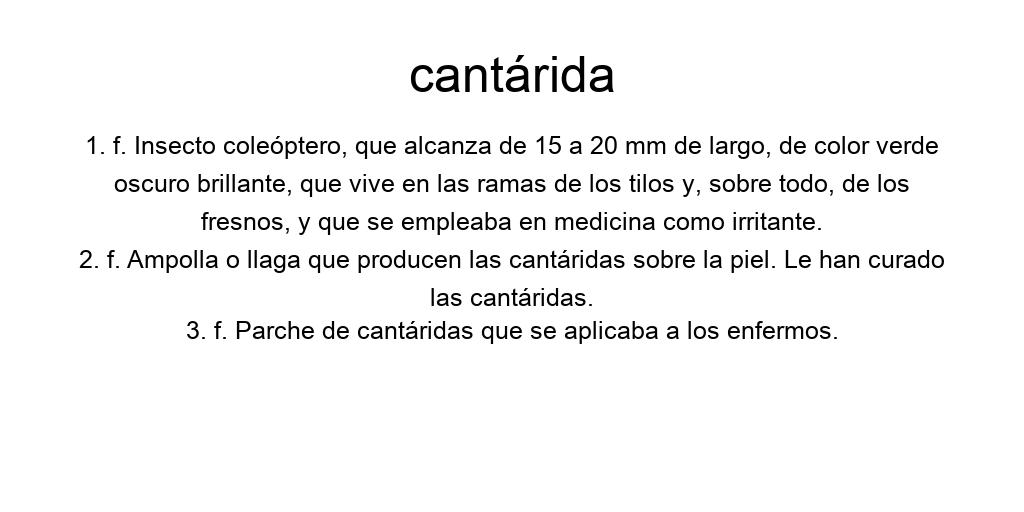 cantárida
1. f. Insecto coleóptero, que alcanza de 15 a 20 mm de largo, de color verde
oscuro brillante, que vive en las ramas de los tilos y, sobre todo, de los
fresnos, y que se empleaba en medicina como irritante.
2. f. Ampolla o llaga que producen las cantáridas sobre la piel. Le han curado
las cantáridas.
3. f. Parche de cantáridas que se aplicaba a los enfermos.